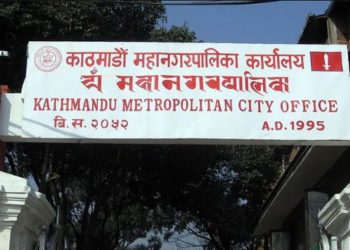 काठमाडौं महानगरपालिका कार्यालय
महानगरपालिका
KATHMANDU METROPOLITAN CITY OFFICE
बि.स. २०५२ A.D. 1995